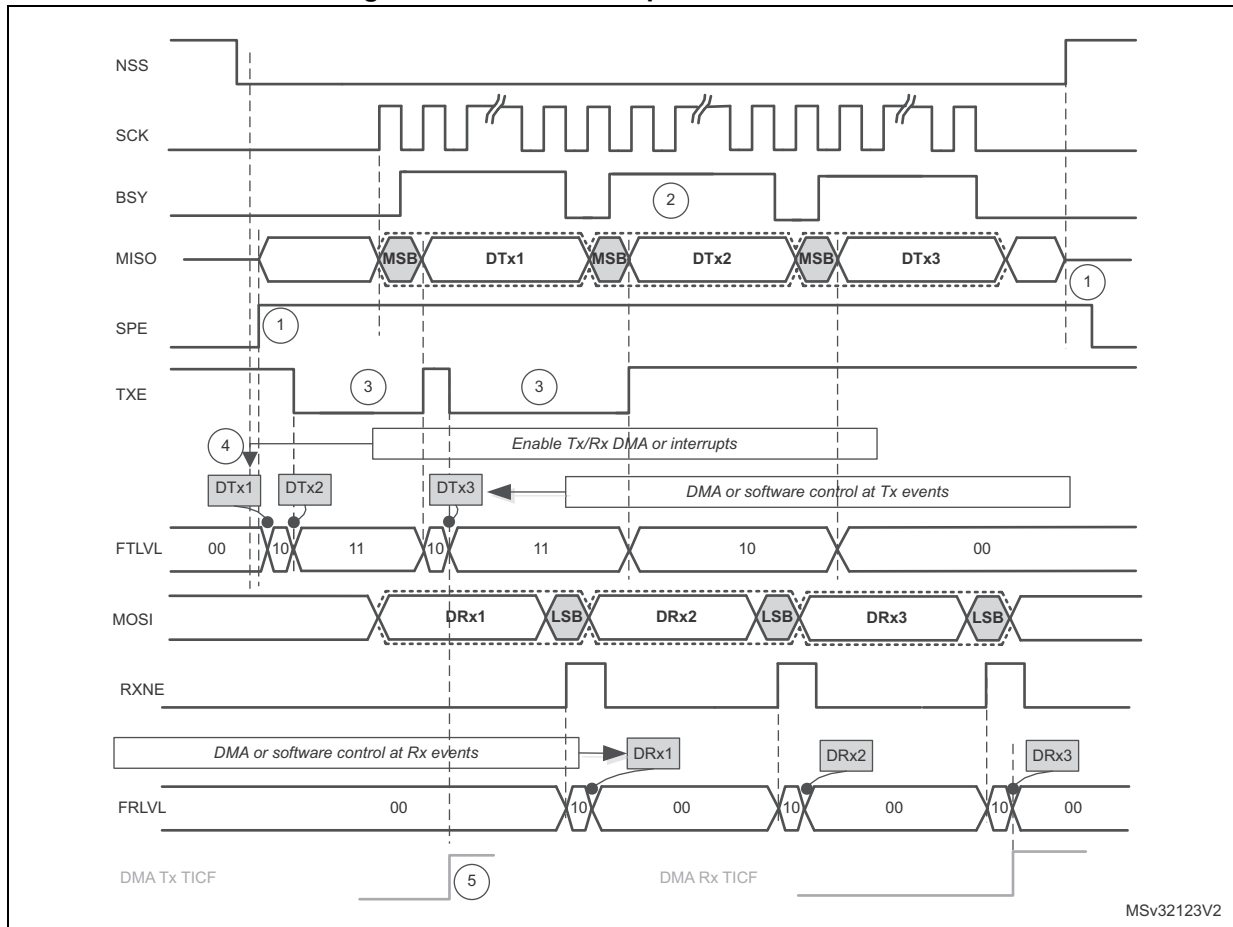 NSS
SCK
BSY
2
MISO
MSB
DTx1
MSB
DTx2
MSB
DTx3
1
SPE
1
TXE
3
3
4
Enable Tx/Rx DMA or interrupts
DTx1
DTx2
DTx3
DMA or software control at Tx events
FTLVL
00
10
11
10
11
10
00
MOSI
DRx1
LSB
DRx2
LSB
DRx3
LSB
RXNE
DMA or software control at Rx events
DRx1
DRx2
DRx3
FRLVL
00
10
00
10
00
10
00
DMA Tx TICF
5
DMA Rx TICF
MSv32123V2